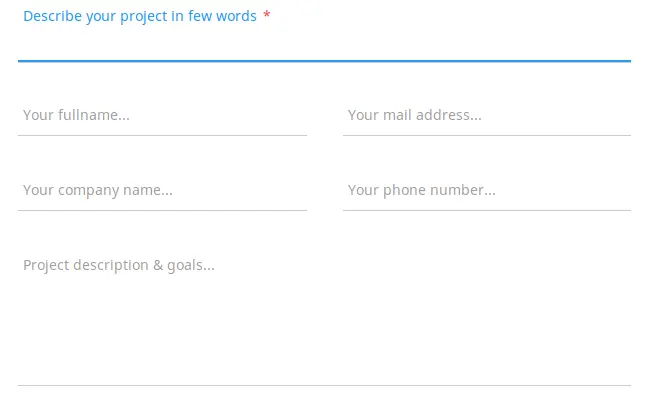 Describe your project in few words *
Your fullname...
Your mail address...
Your company name...
Your phone number...
Project description & goals...